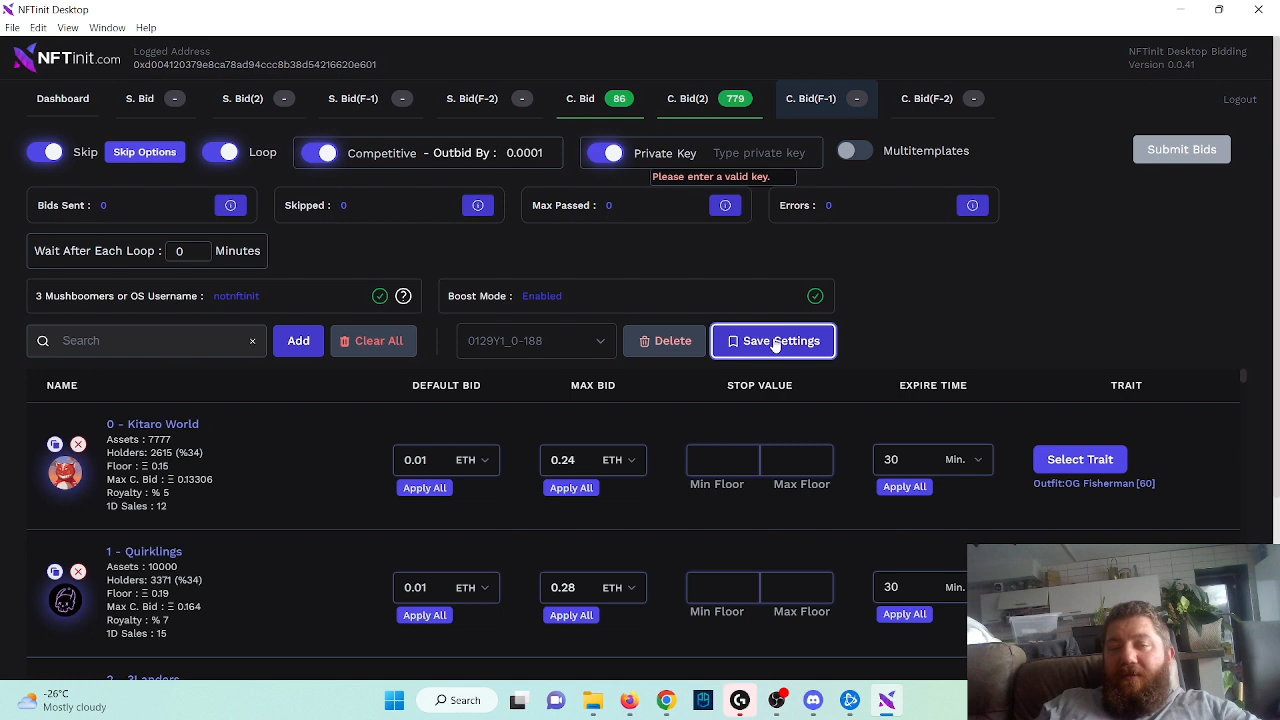 NFTinit Desktop
File Edit View Window Help
NFTinit.com
Logged Address
0xd004120379e8ca78ad94ccc8b38d54216620e601
NFTinit Desktop Bidding
Version 0.0.41
Dashboard
S. Bid -
S. Bid(2) -
S. Bid(F-1) -
S. Bid(F-2) -
C. Bid 86
C. Bid(2) 779
C. Bid(F-1) -
C. Bid(F-2) -
Logout
Skip Skip Options Loop Competitive - Outbid By : 0.0001 Private Key Type private key Multitemplates Submit Bids
Please enter a valid key.
Bids Sent : 0 Skipped : 0 Max Passed : 0 Errors : 0
Wait After Each Loop : 0 Minutes
3 Mushboomers or OS Username : notnftinit ? Boost Mode : Enabled
Search × Add Clear All 0129Y1_0-188 Delete Save Settings
NAME DEFAULT BID MAX BID STOP VALUE EXPIRE TIME TRAIT
0 - Kitaro World
Assets : 7777
Holders: 2615 (%34)
Floor : Ξ 0.15
Max C. Bid : Ξ 0.13306
Royalty : % 5
1D Sales : 12
0.01 ETH
Apply All
0.24 ETH
Apply All
Min Floor Max Floor
30 Min.
Apply All
Select Trait
Outfit:OG Fisherman [60]
1 - Quirklings
Assets : 10000
Holders: 3371 (%34)
Floor : Ξ 0.19
Max C. Bid : Ξ 0.164
Royalty : % 7
1D Sales : 15
0.01 ETH
Apply All
0.28 ETH
Apply All
Min Floor Max Floor
30 Min.
Apply All
2 - 3Landers
-26°C
Mostly cloudy
Search